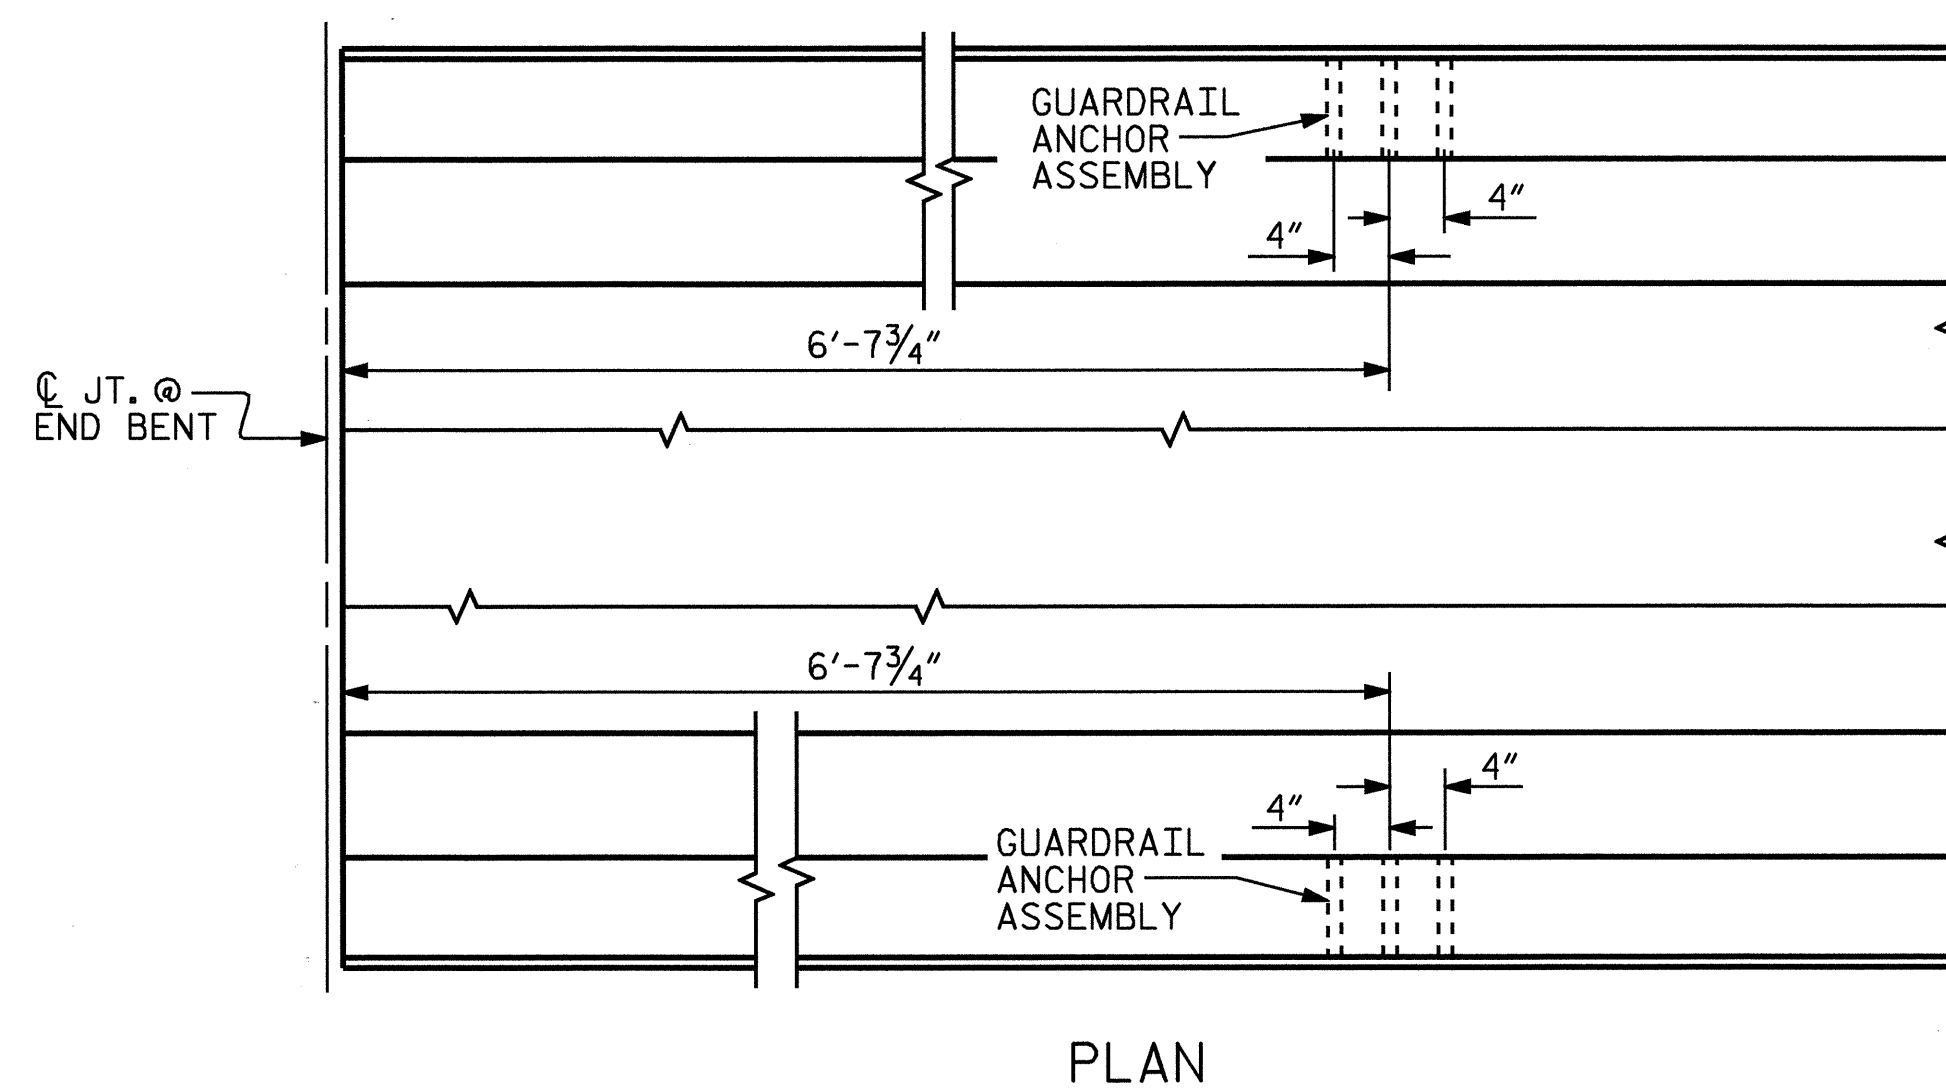 GUARDRAIL
ANCHOR
ASSEMBLY
4"
4"
6'-7¾"
℄ JT. @
END BENT
6'-7¾"
4"
4"
GUARDRAIL
ANCHOR
ASSEMBLY
PLAN